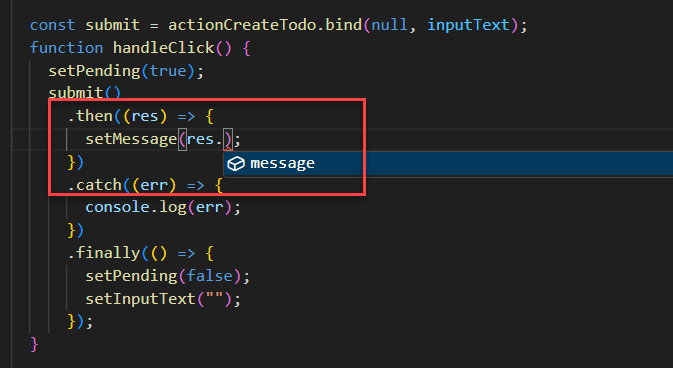 const submit = actionCreateTodo.bind(null, inputText);
function handleClick() {
setPending(true);
submit()
.then((res) => {
setMessage(res.);
})
message
.catch((err) => {
console.log(err);
})
.finally(() => {
setPending(false);
setInputText("");
});
}